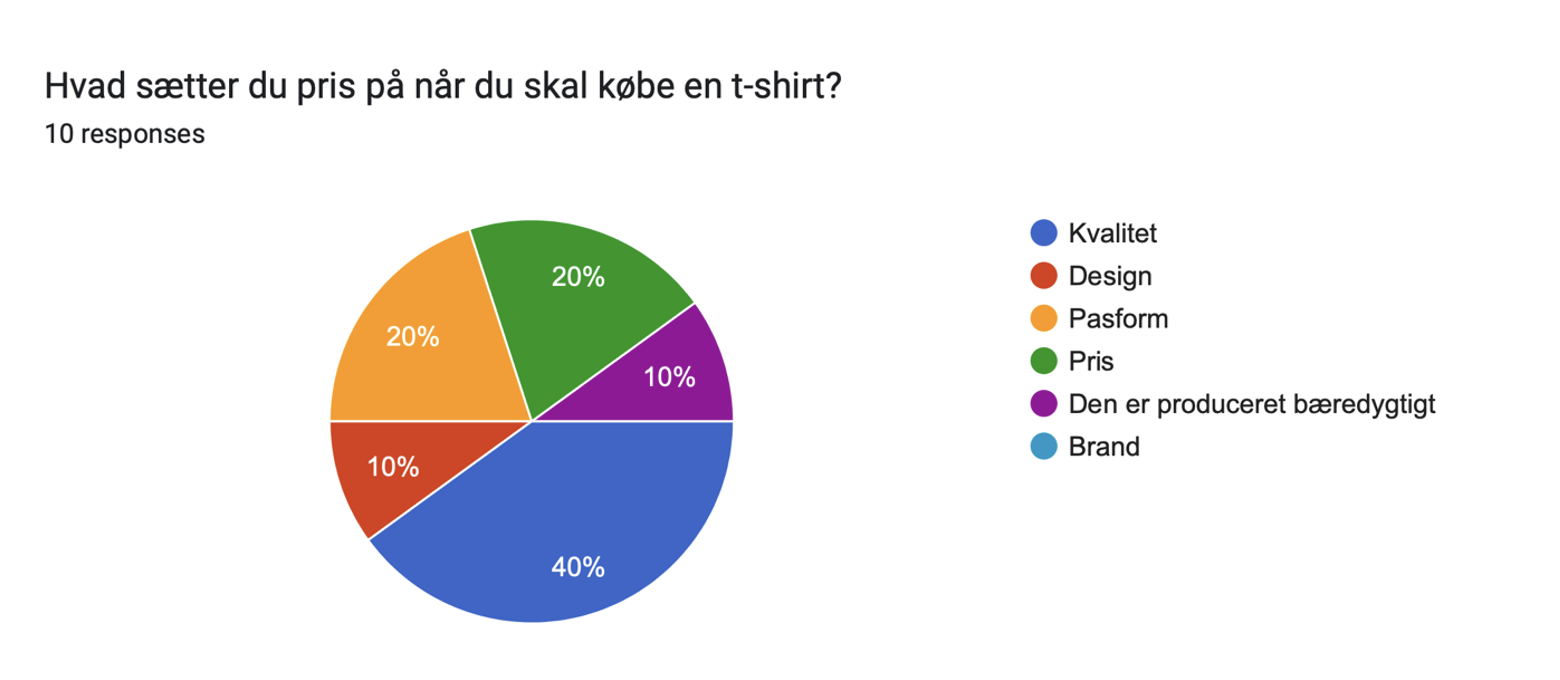 Hvad sætter du pris på når du skal købe en t-shirt?
10 responses
20%
20%
10%
10%
40%
Kvalitet
Design
Pasform
Pris
Den er produceret bæredygtigt
Brand